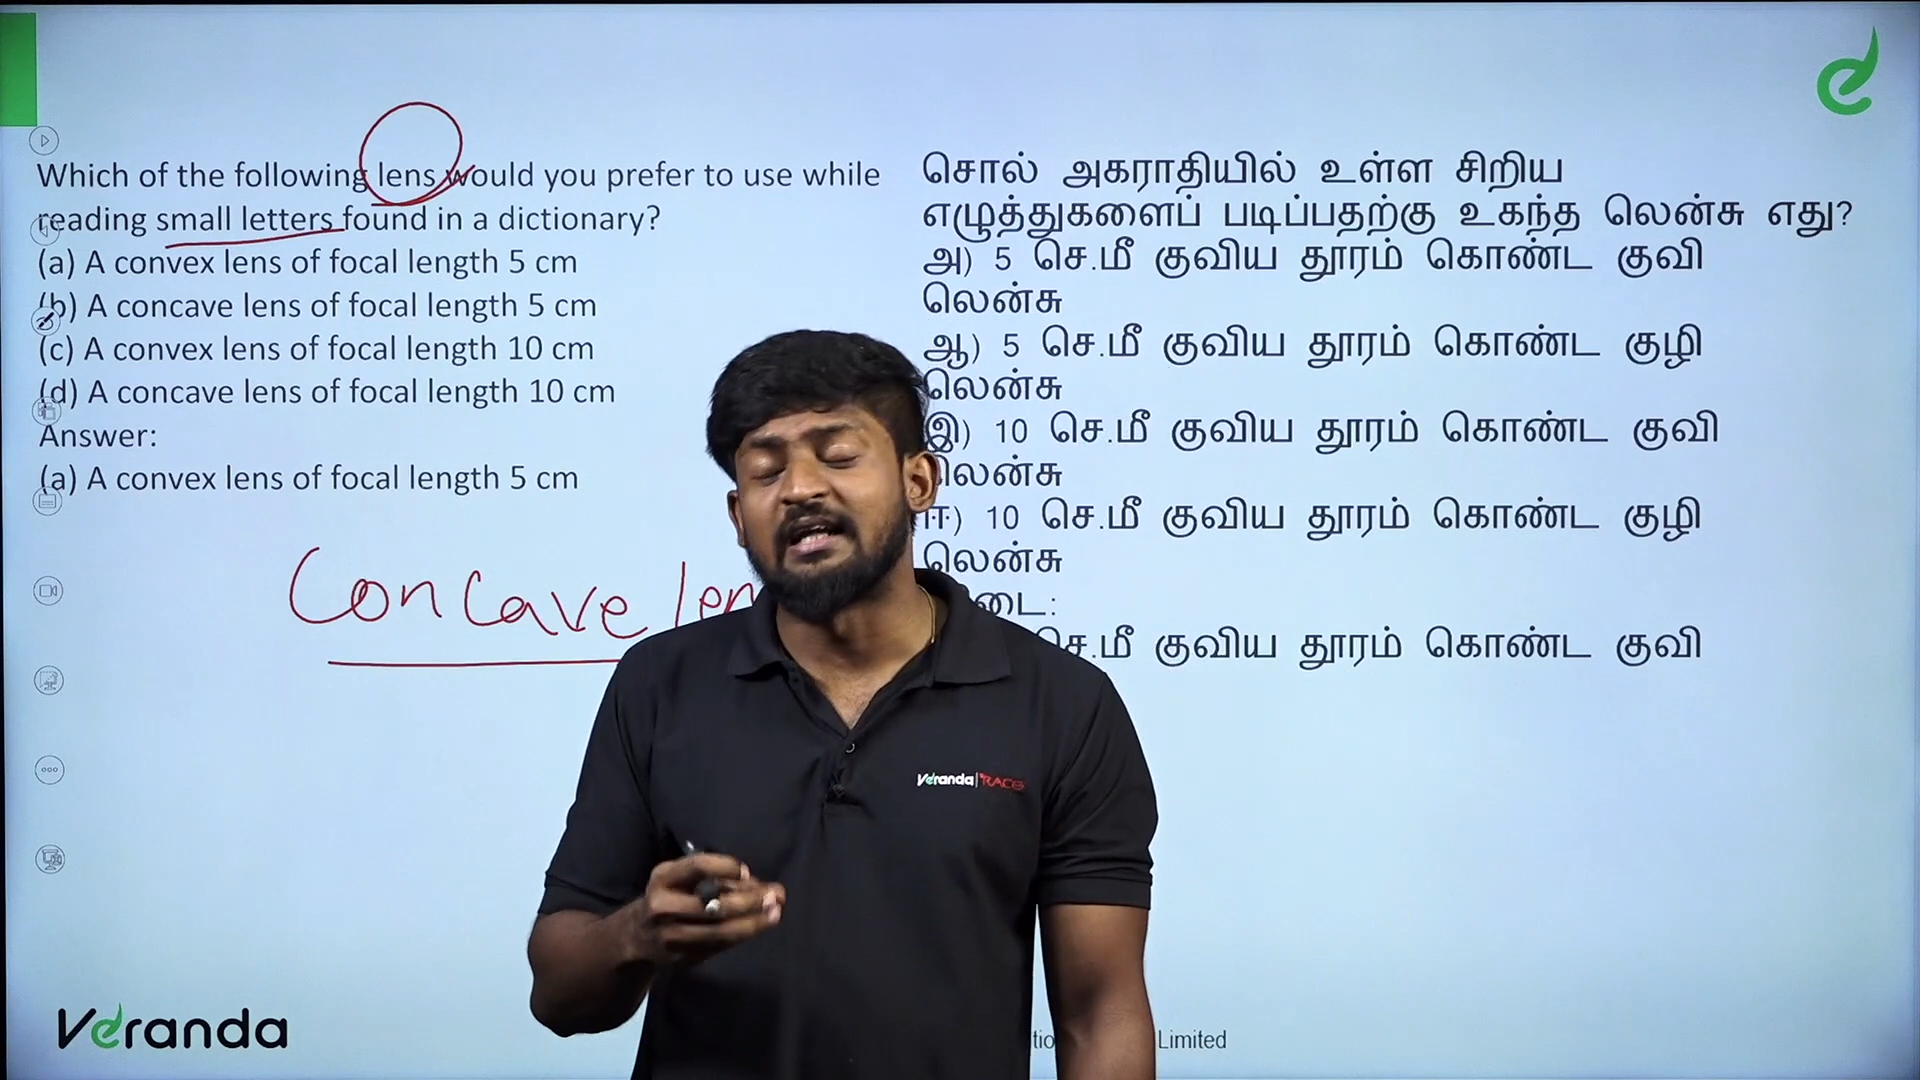 Which of the following lens would you prefer to use while
reading small letters found in a dictionary?
(a) A convex lens of focal length 5 cm
(b) A concave lens of focal length 5 cm
(c) A convex lens of focal length 10 cm
(d) A concave lens of focal length 10 cm
Answer:
(a) A convex lens of focal length 5 cm
Concave
சொல் அகராதியில் உள்ள சிறிய
எழுத்துகளைப் படிப்பதற்கு உகந்த லென்சு எது?
அ) 5 செ.மீ குவிய தூரம் கொண்ட குவி
லென்சு
ஆ) 5 செ.மீ குவிய தூரம் கொண்ட குழி
லென்சு
இ) 10 செ.மீ குவிய தூரம் கொண்ட குவி
லென்சு
ஈ) 10 செ.மீ குவிய தூரம் கொண்ட குழி
லென்சு
செ.மீ குவிய தூரம் கொண்ட குவி
Veranda RACE
Veranda
Limited